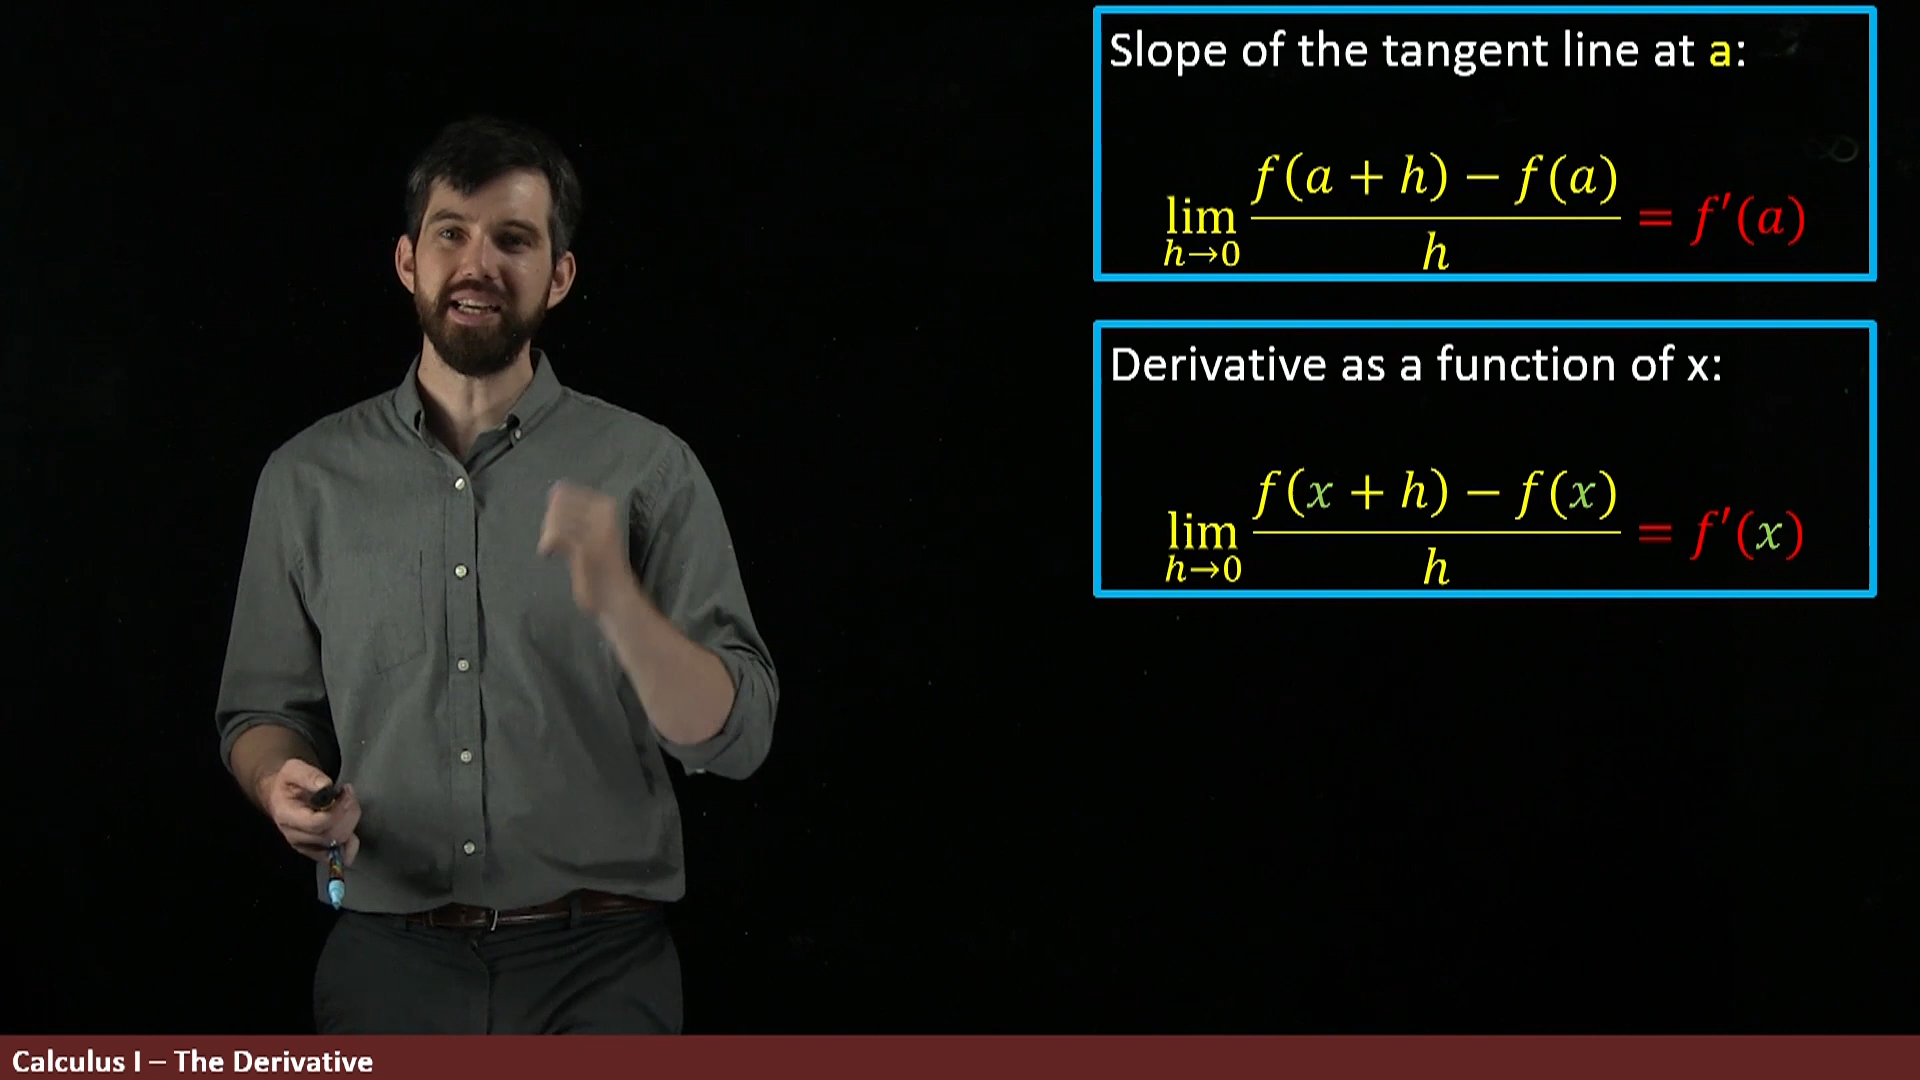 Slope of the tangent line at a:
lim h→0 f(a + h) − f(a) / h = f′(a)
Derivative as a function of x:
lim h→0 f(x + h) − f(x) / h = f′(x)
Calculus I – The Derivative